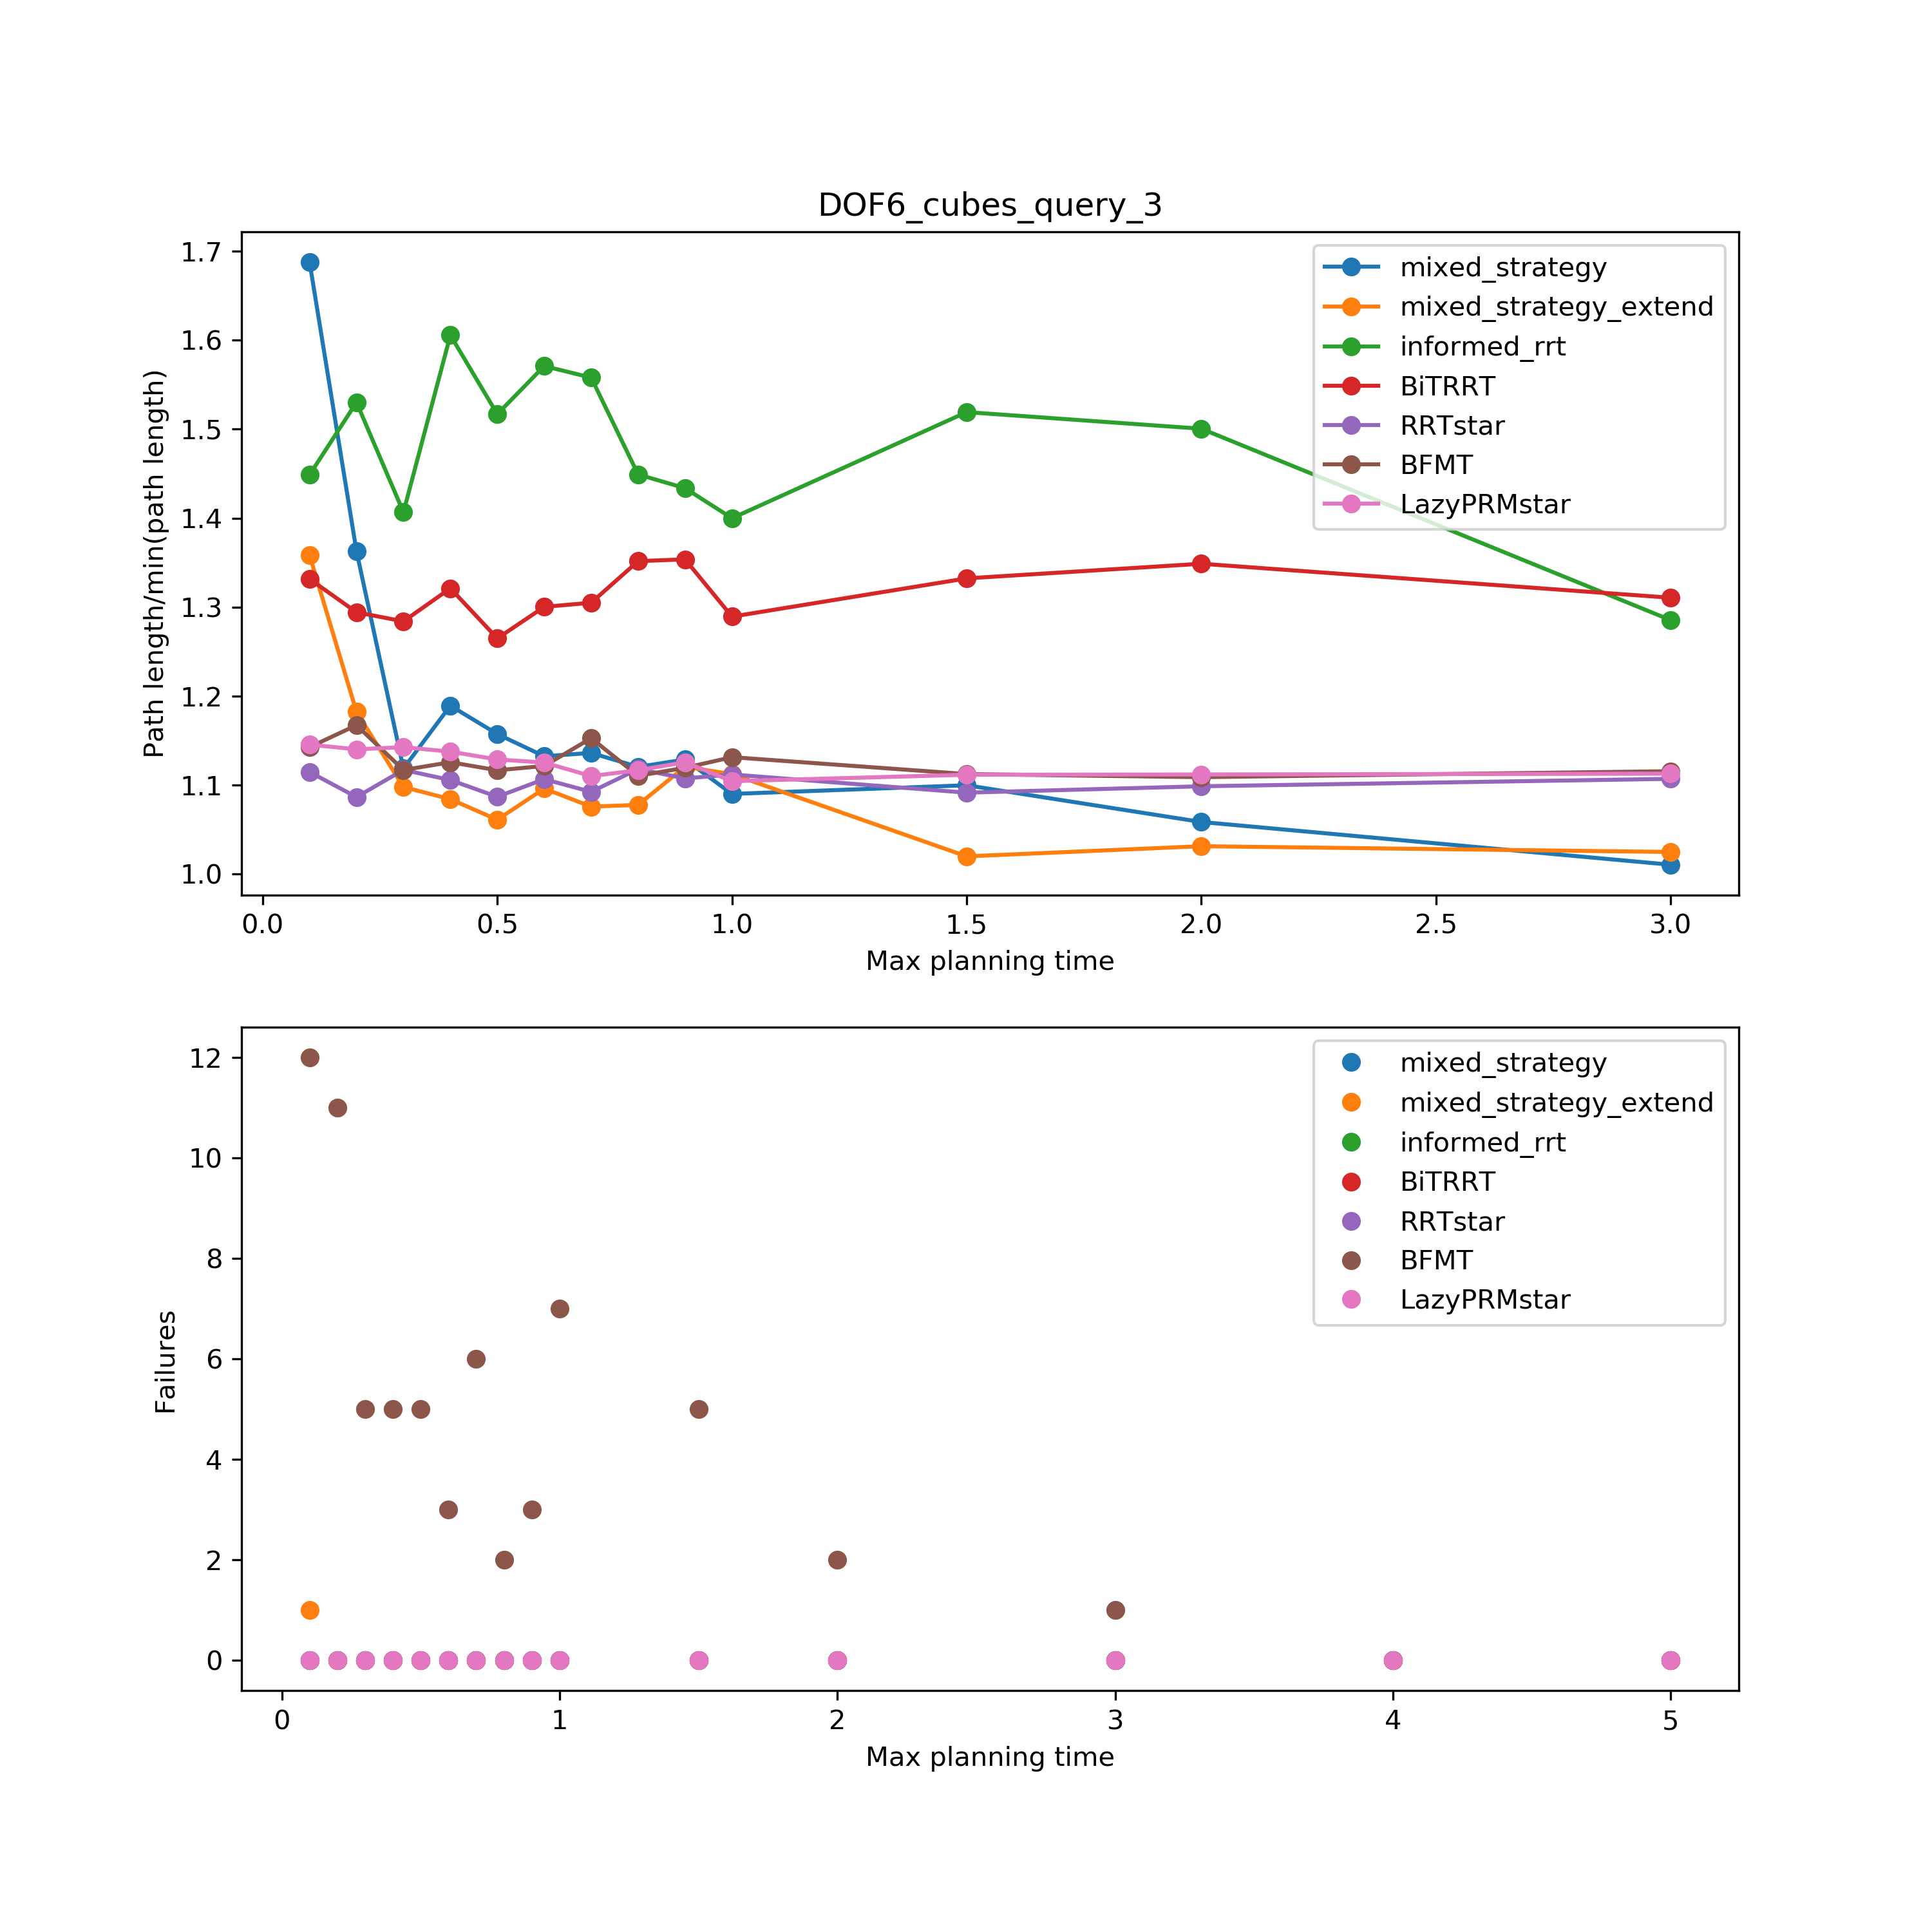 DOF6_cubes_query_3
Path length/min(path length)
1.7
1.6
1.5
1.4
1.3
1.2
1.1
1.0
mixed_strategy
mixed_strategy_extend
informed_rrt
BiTRRT
RRTstar
BFMT
LazyPRMstar
0.0 0.5 1.0 1.5 2.0 2.5 3.0
Max planning time
Failures
12
10
8
6
4
2
0
mixed_strategy
mixed_strategy_extend
informed_rrt
BiTRRT
RRTstar
BFMT
LazyPRMstar
0 1 2 3 4 5
Max planning time